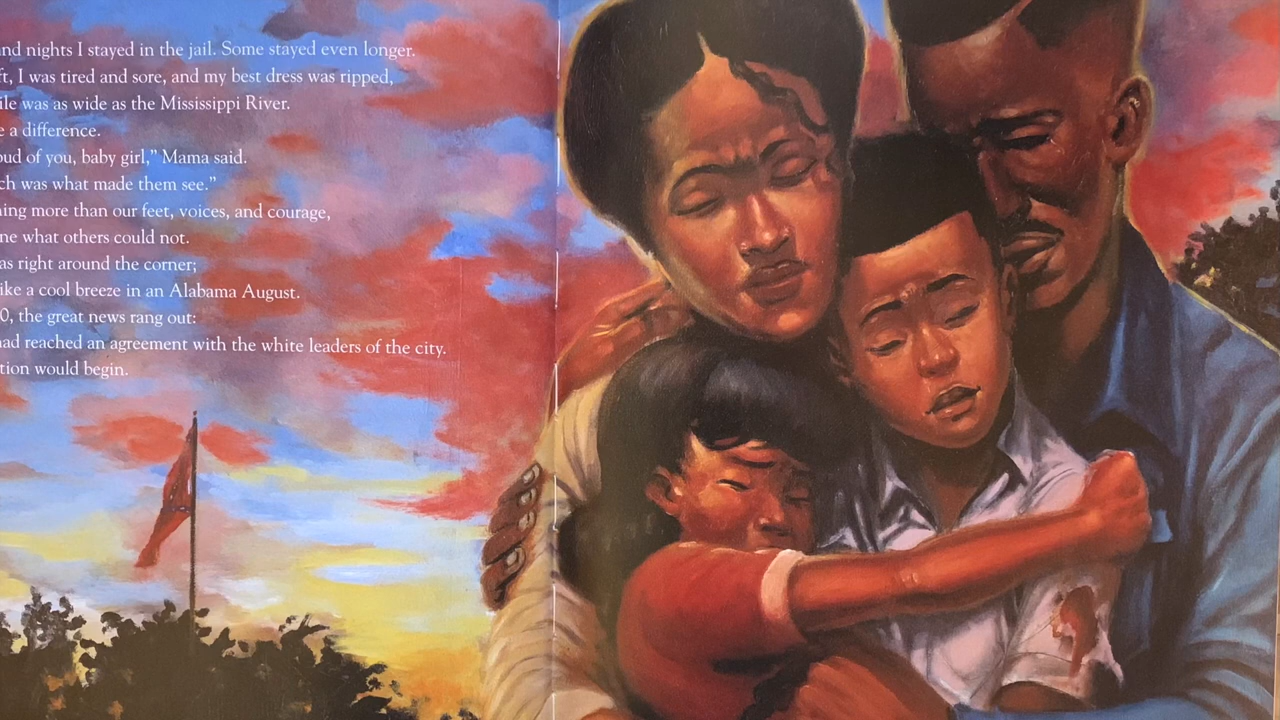 nd nights I stayed in the jail. Some stayed even longer.
ft, I was tired and sore, and my best dress was ripped,
ile was as wide as the Mississippi River.
e a difference.
oud of you, baby girl,” Mama said.
ch was what made them see.”
ing more than our feet, voices, and courage,
ne what others could not.
as right around the corner;
ike a cool breeze in an Alabama August.
0, the great news rang out:
had reached an agreement with the white leaders of the city.
tion would begin.